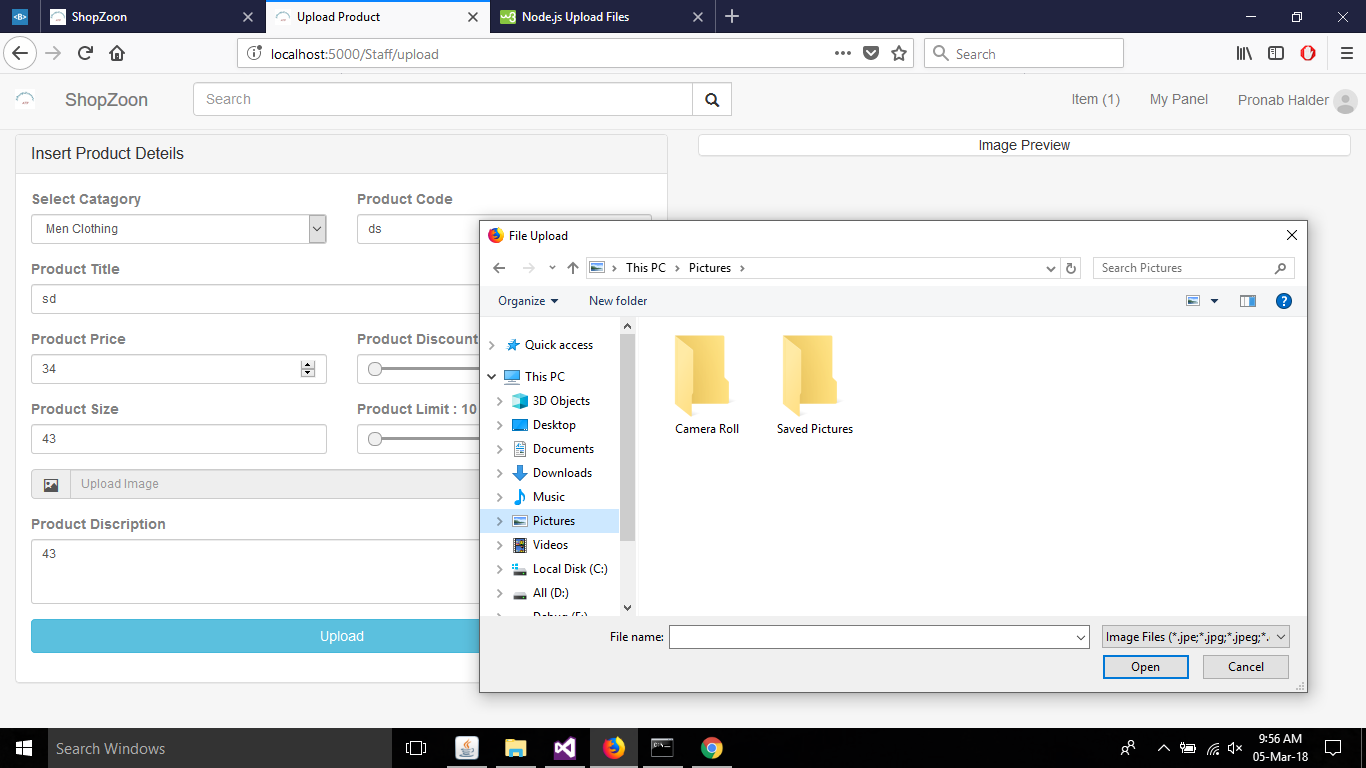 <B>
ShopZoon
Upload Product
Node.js Upload Files
localhost:5000/Staff/upload
Search
ShopZoon
Search
Item (1)
My Panel
Pronab Halder
Insert Product Deteils
Image Preview
Select Catagory
Product Code
Men Clothing
ds
Product Title
sd
Product Price
Product Discount
34
Product Size
Product Limit : 10
43
Upload Image
Product Discription
43
Upload
File Upload
This PC
Pictures
Search Pictures
Organize
New folder
Quick access
This PC
3D Objects
Desktop
Documents
Downloads
Music
Pictures
Videos
Local Disk (C:)
All (D:)
Camera Roll
Saved Pictures
File name:
Image Files (*.jpe;*.jpg;*.jpeg;*.
Open
Cancel
Search Windows
9:56 AM
05-Mar-18